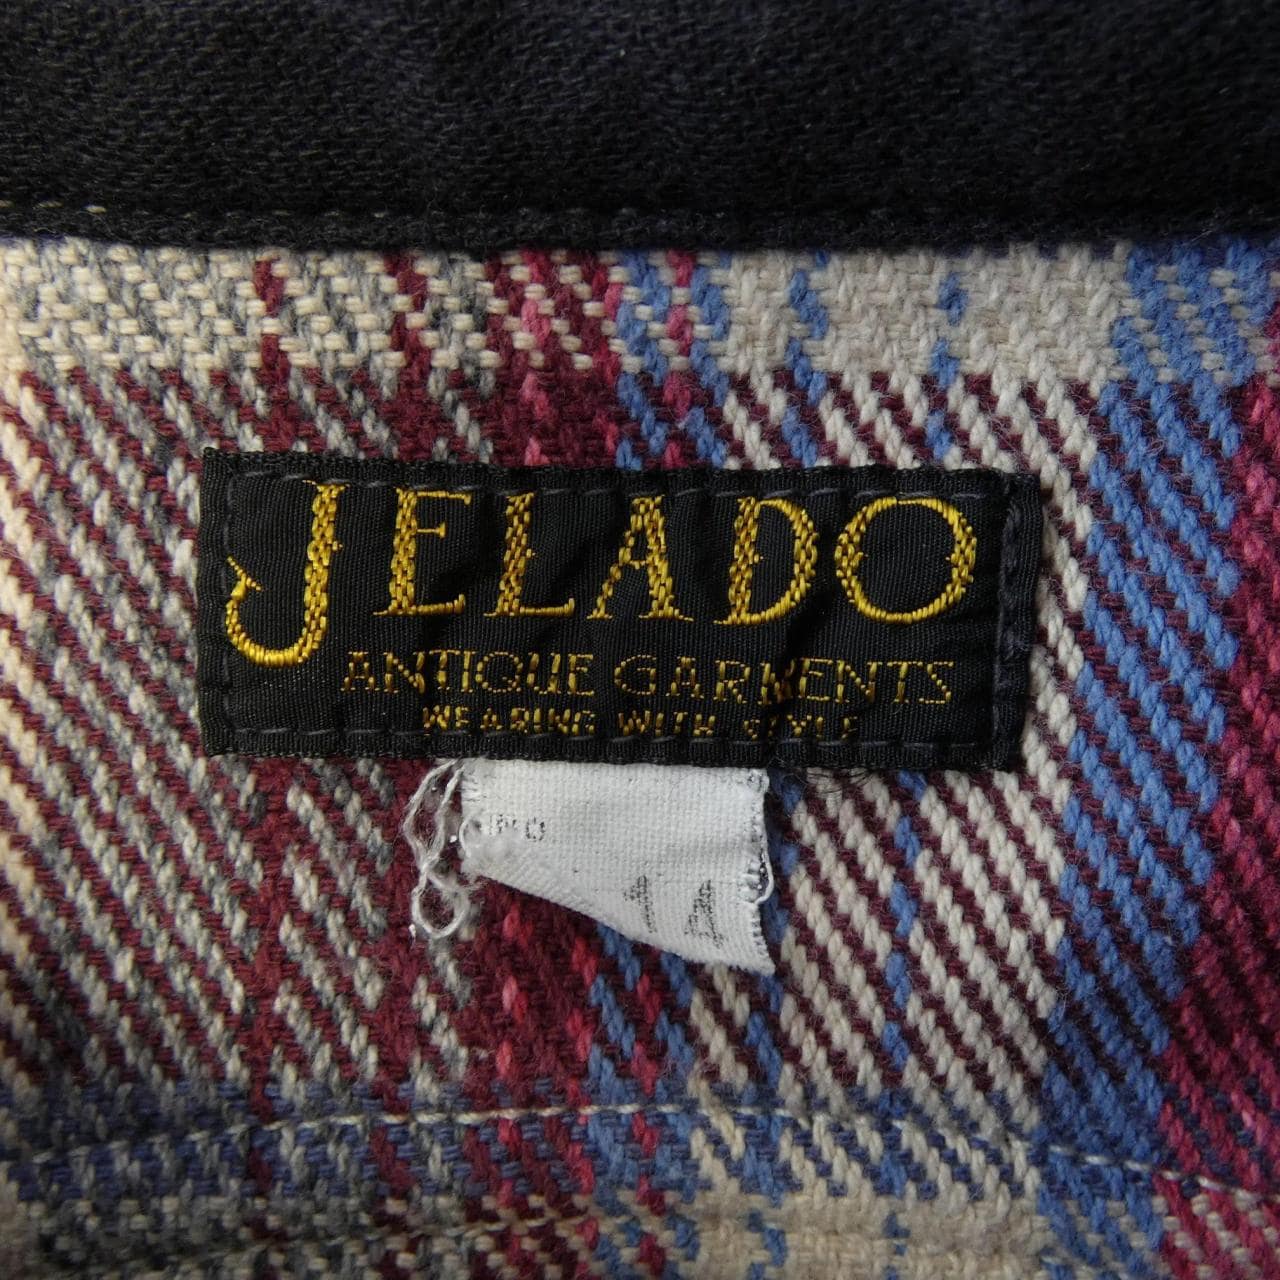 JELADO
ANTIQUE GARMENTS
WEARING WITH STYLE